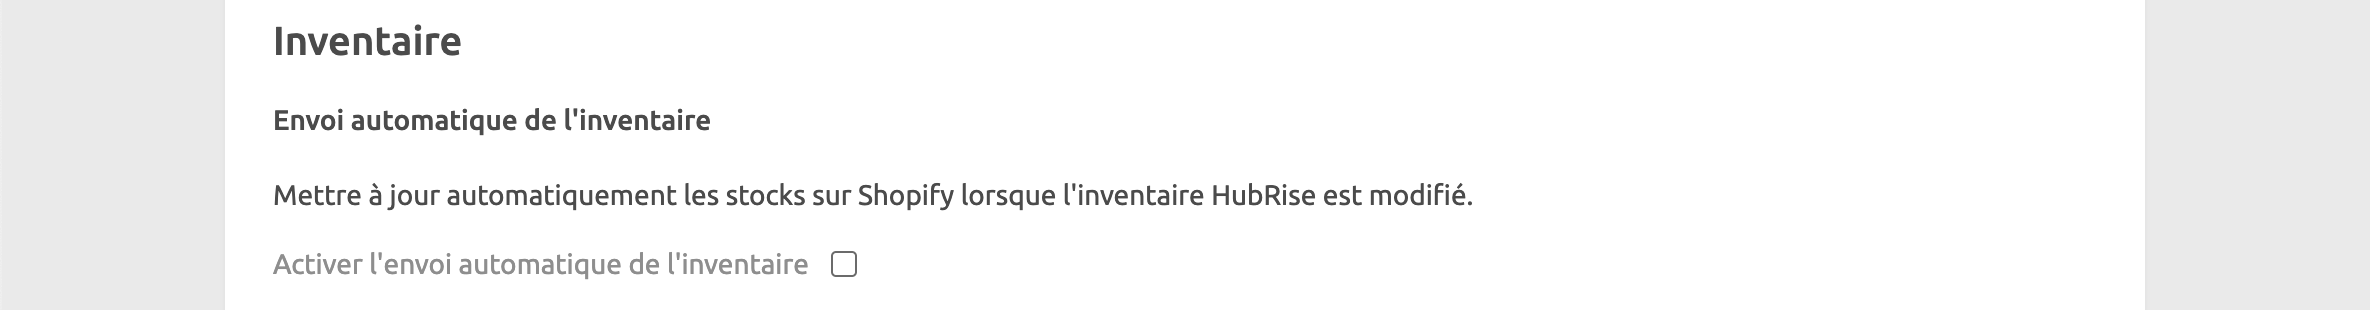 Inventaire
Envoi automatique de l'inventaire
Mettre à jour automatiquement les stocks sur Shopify lorsque l'inventaire HubRise est modifié.
Activer l'envoi automatique de l'inventaire